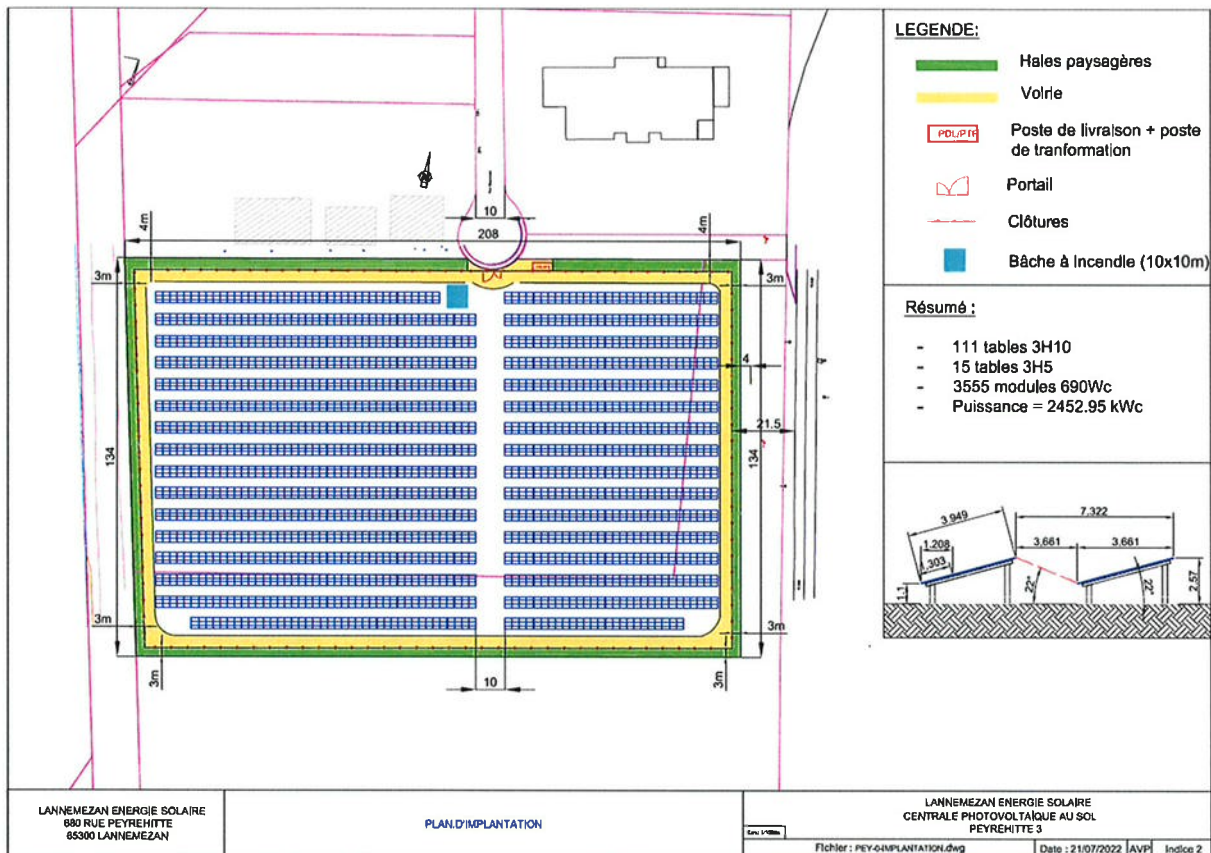 10
208
4m
4m
3m
3m
4
21.5
134
134
3m
3m
3m
3m
10
LEGENDE:
Haies paysagères
Voirie
PDL/PTR
Poste de livraison + poste
de tranformation
Portail
Clôtures
Bâche à Incendie (10x10m)
Résumé :
- 111 tables 3H10
- 15 tables 3H5
- 3555 modules 690Wc
- Puissance = 2452.95 kWc
3.949
7.322
1.208
3.661
3.661
1.303
1.1
22°
22°
2.57
LANNEMEZAN ENERGIE SOLAIRE
680 RUE PEYREHITTE
65300 LANNEMEZAN
PLAN.D'IMPLANTATION
LANNEMEZAN ENERGIE SOLAIRE
CENTRALE PHOTOVOLTAÏQUE AU SOL
PEYREHITTE 3
Fichier : PEY-0-IMPLANTATION.dwg
Date : 21/07/2022
AVP
Indice 2